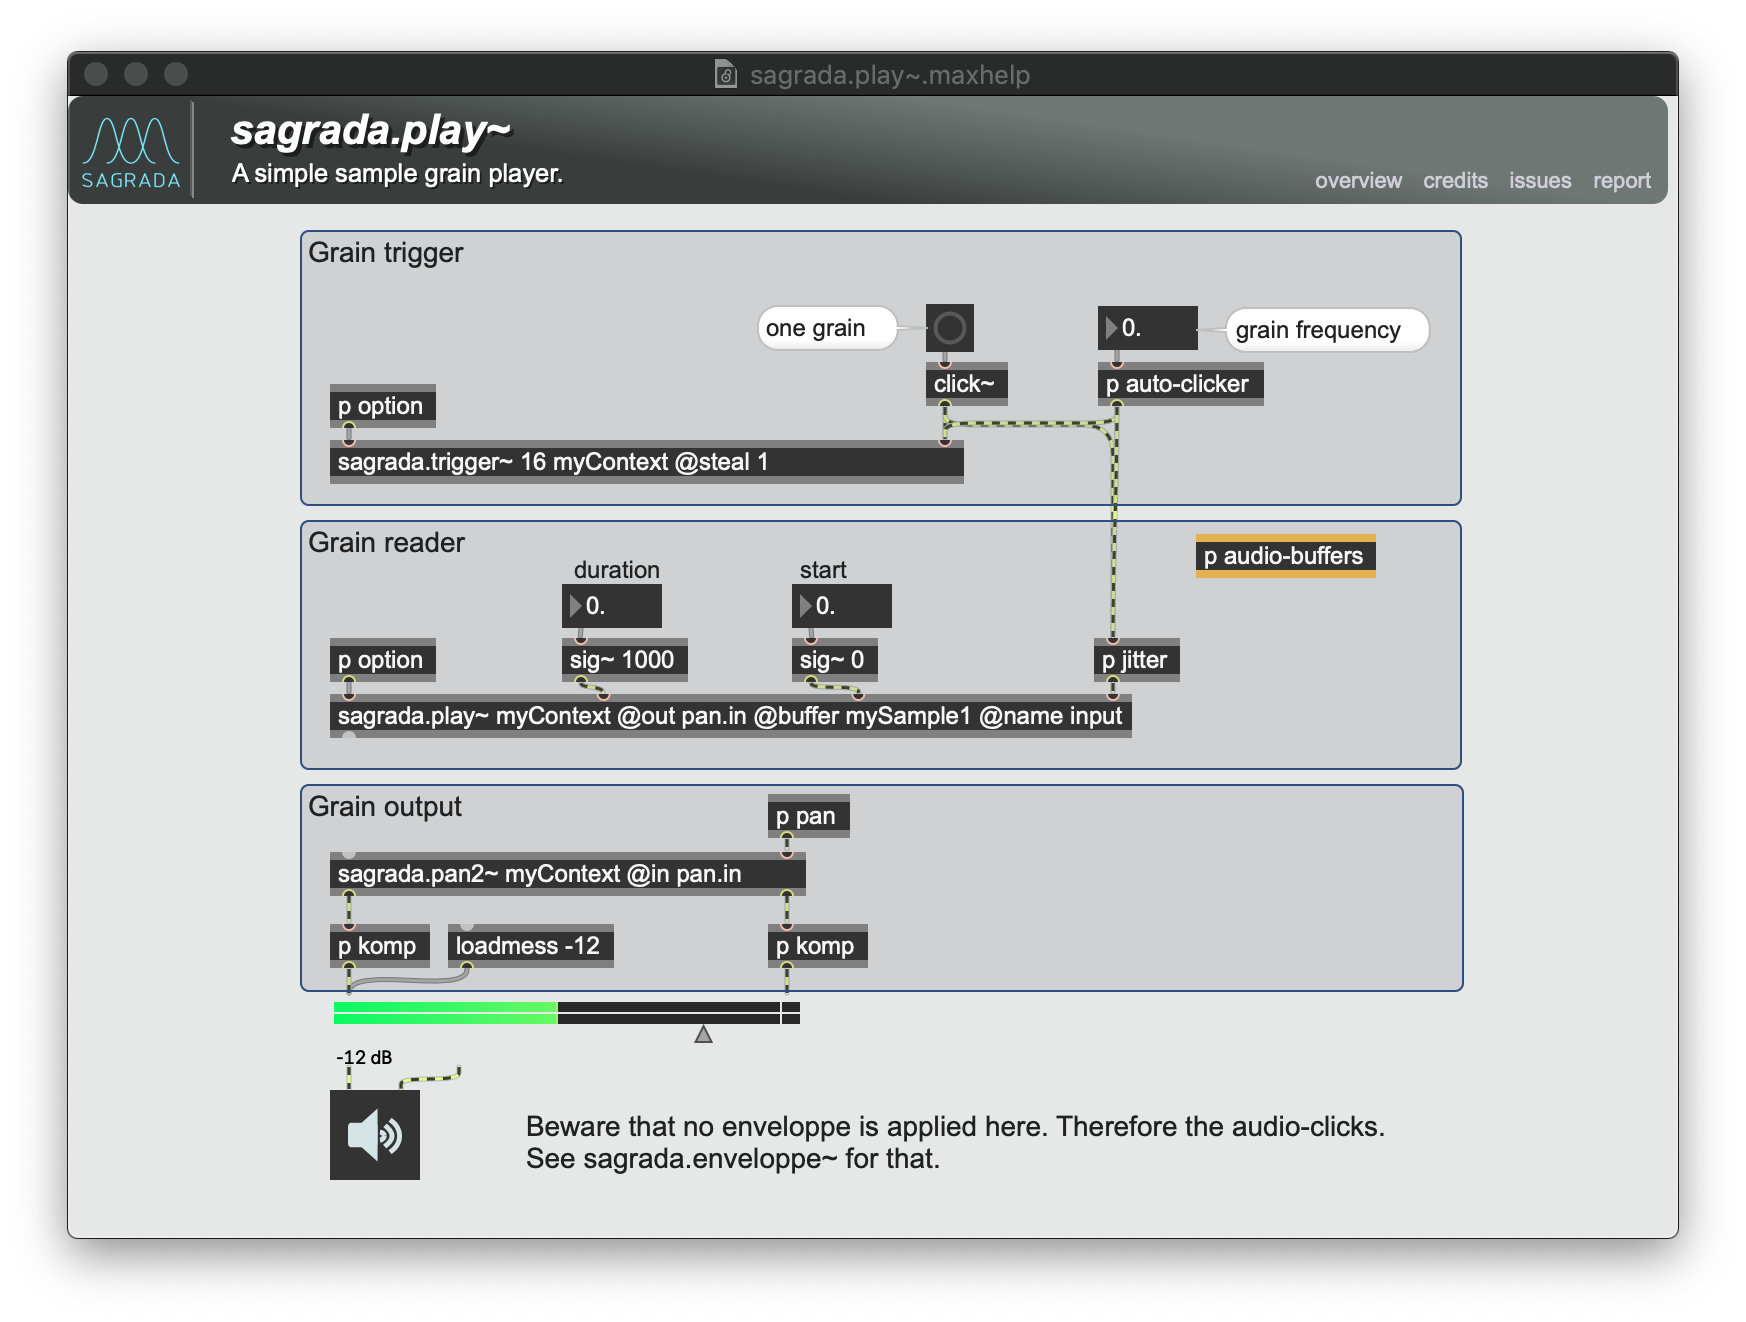 sagrada.play~.maxhelp
SAGRADA
sagrada.play~
A simple sample grain player.
overview credits issues report
Grain trigger
one grain
0.
grain frequency
click~
p auto-clicker
p option
sagrada.trigger~ 16 myContext @steal 1
Grain reader
p audio-buffers
duration
start
0.
0.
p option
sig~ 1000
sig~ 0
p jitter
sagrada.play~ myContext @out pan.in @buffer mySample1 @name input
Grain output
p pan
sagrada.pan2~ myContext @in pan.in
p komp
loadmess -12
p komp
-12 dB
Beware that no enveloppe is applied here. Therefore the audio-clicks.
See sagrada.enveloppe~ for that.